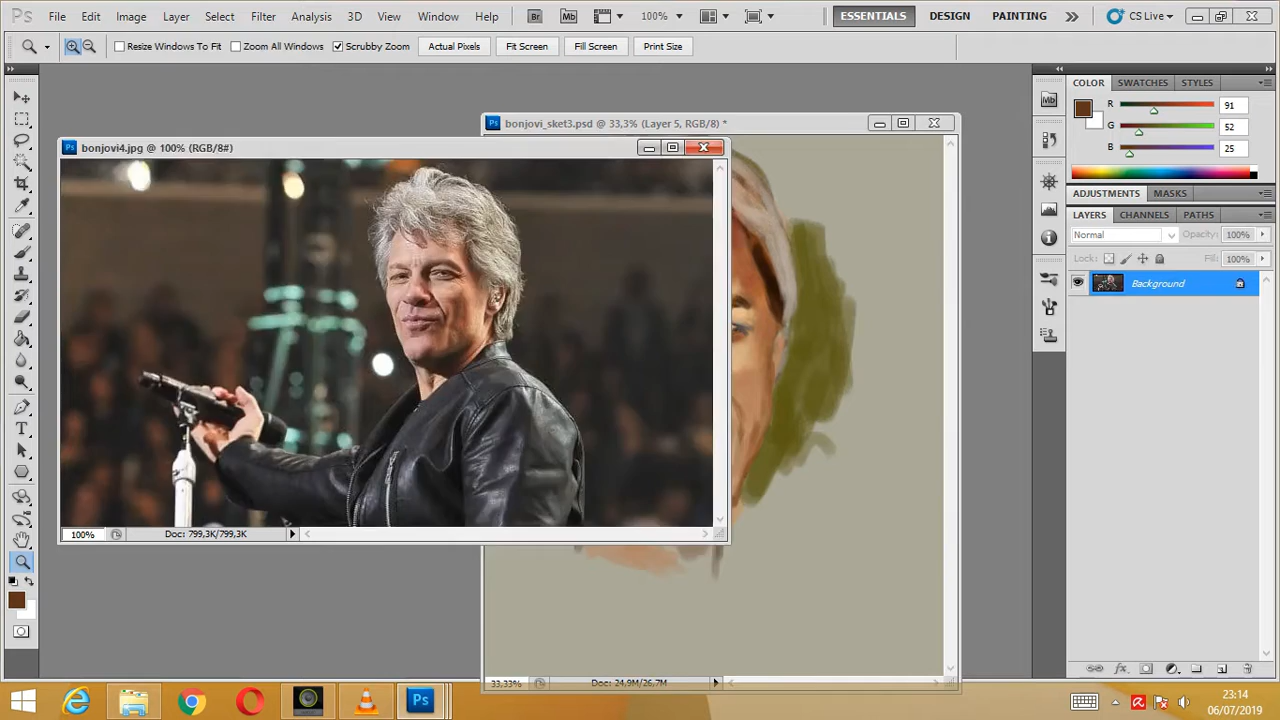 Ps File Edit Image Layer Select Filter Analysis 3D View Window Help Br Mb 100% ESSENTIALS DESIGN PAINTING CS Live
Resize Windows To Fit Zoom All Windows Scrubby Zoom Actual Pixels Fit Screen Fill Screen Print Size
COLOR SWATCHES STYLES
Mb
R 91
G 52
B 25
bonjovi_sket3.psd @ 33,3% (Layer 5, RGB/8) *
bonjovi4.jpg @ 100% (RGB/8#)
ADJUSTMENTS MASKS
LAYERS CHANNELS PATHS
Normal Opacity: 100%
Lock: Fill: 100%
Background
100% Doc: 799,3K/799,3K
33,33% Doc: 24,9M/26,7M
Ps
23:14
06/07/2019